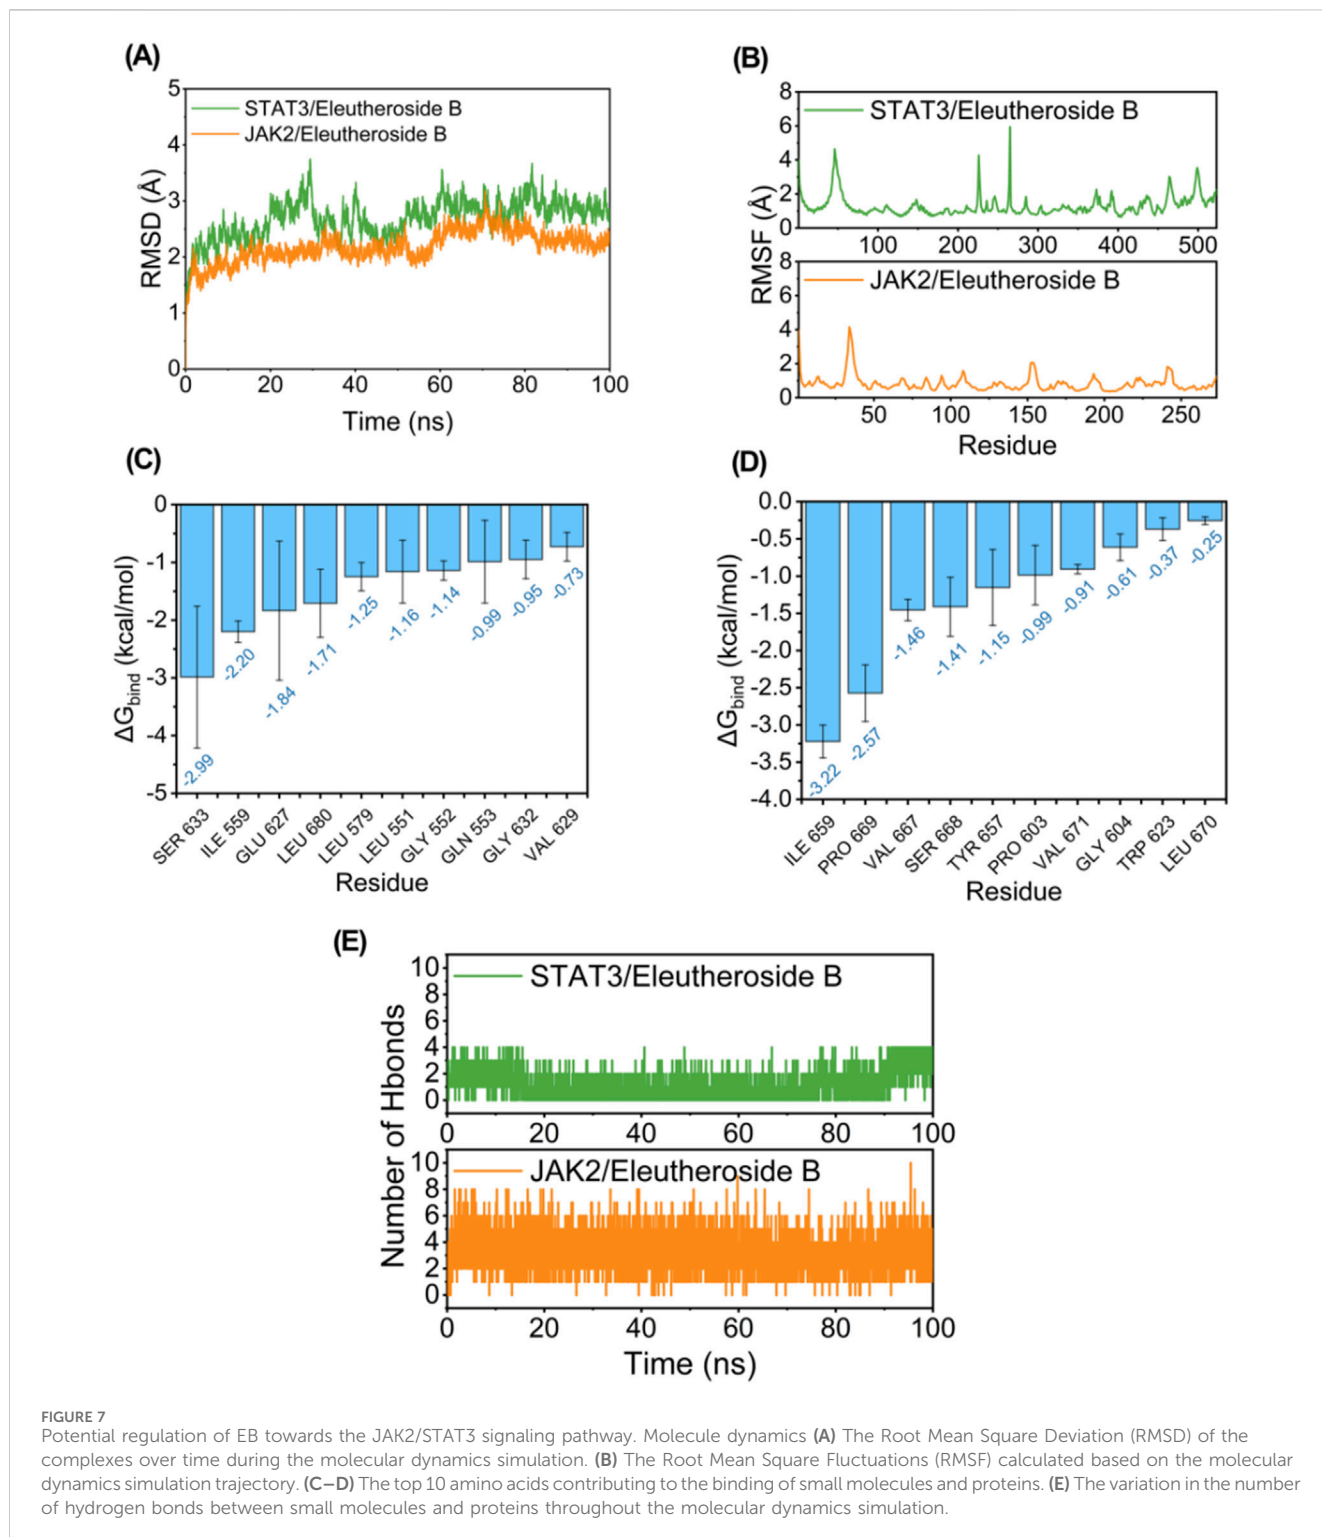 (A)
5
4
3
2
1
0
RMSD (Å)
STAT3/Eleutheroside B
JAK2/Eleutheroside B
0 20 40 60 80 100
Time (ns)
(B)
8
6
4
2
0
STAT3/Eleutheroside B
100 200 300 400 500
RMSF (Å)
8
6
4
2
0
JAK2/Eleutheroside B
50 100 150 200 250
Residue
(C)
0
-1
-2
-3
-4
-5
ΔGbind (kcal/mol)
-2.99
-2.20
-1.84
-1.71
-1.25
-1.16
-1.14
-0.99
-0.95
-0.73
SER 633
ILE 559
GLU 627
LEU 680
LEU 579
LEU 551
GLY 552
GLN 553
GLY 632
VAL 629
Residue
(D)
0.0
-0.5
-1.0
-1.5
-2.0
-2.5
-3.0
-3.5
-4.0
ΔGbind (kcal/mol)
-3.22
-2.57
-1.46
-1.41
-1.15
-0.99
-0.91
-0.61
-0.37
-0.25
ILE 659
PRO 669
VAL 667
SER 668
TYR 657
PRO 603
VAL 671
GLY 604
TRP 623
LEU 670
Residue
(E)
10
8
6
4
2
0
STAT3/Eleutheroside B
0 20 40 60 80 100
Number of Hbonds
10
8
6
4
2
0
JAK2/Eleutheroside B
0 20 40 60 80 100
Time (ns)
FIGURE 7
Potential regulation of EB towards the JAK2/STAT3 signaling pathway. Molecule dynamics (A) The Root Mean Square Deviation (RMSD) of the
complexes over time during the molecular dynamics simulation. (B) The Root Mean Square Fluctuations (RMSF) calculated based on the molecular
dynamics simulation trajectory. (C–D) The top 10 amino acids contributing to the binding of small molecules and proteins. (E) The variation in the number
of hydrogen bonds between small molecules and proteins throughout the molecular dynamics simulation.